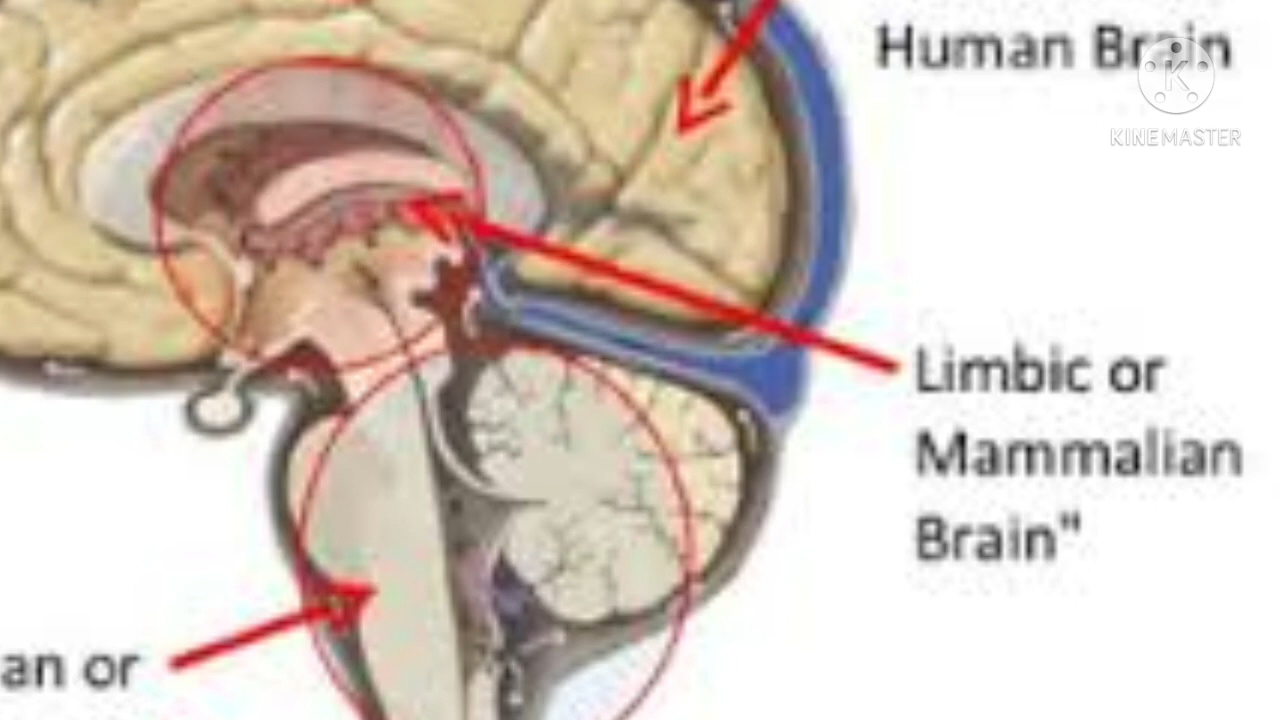 Human Brain
K
KINEMASTER
Limbic or
Mammalian
Brain"
an or